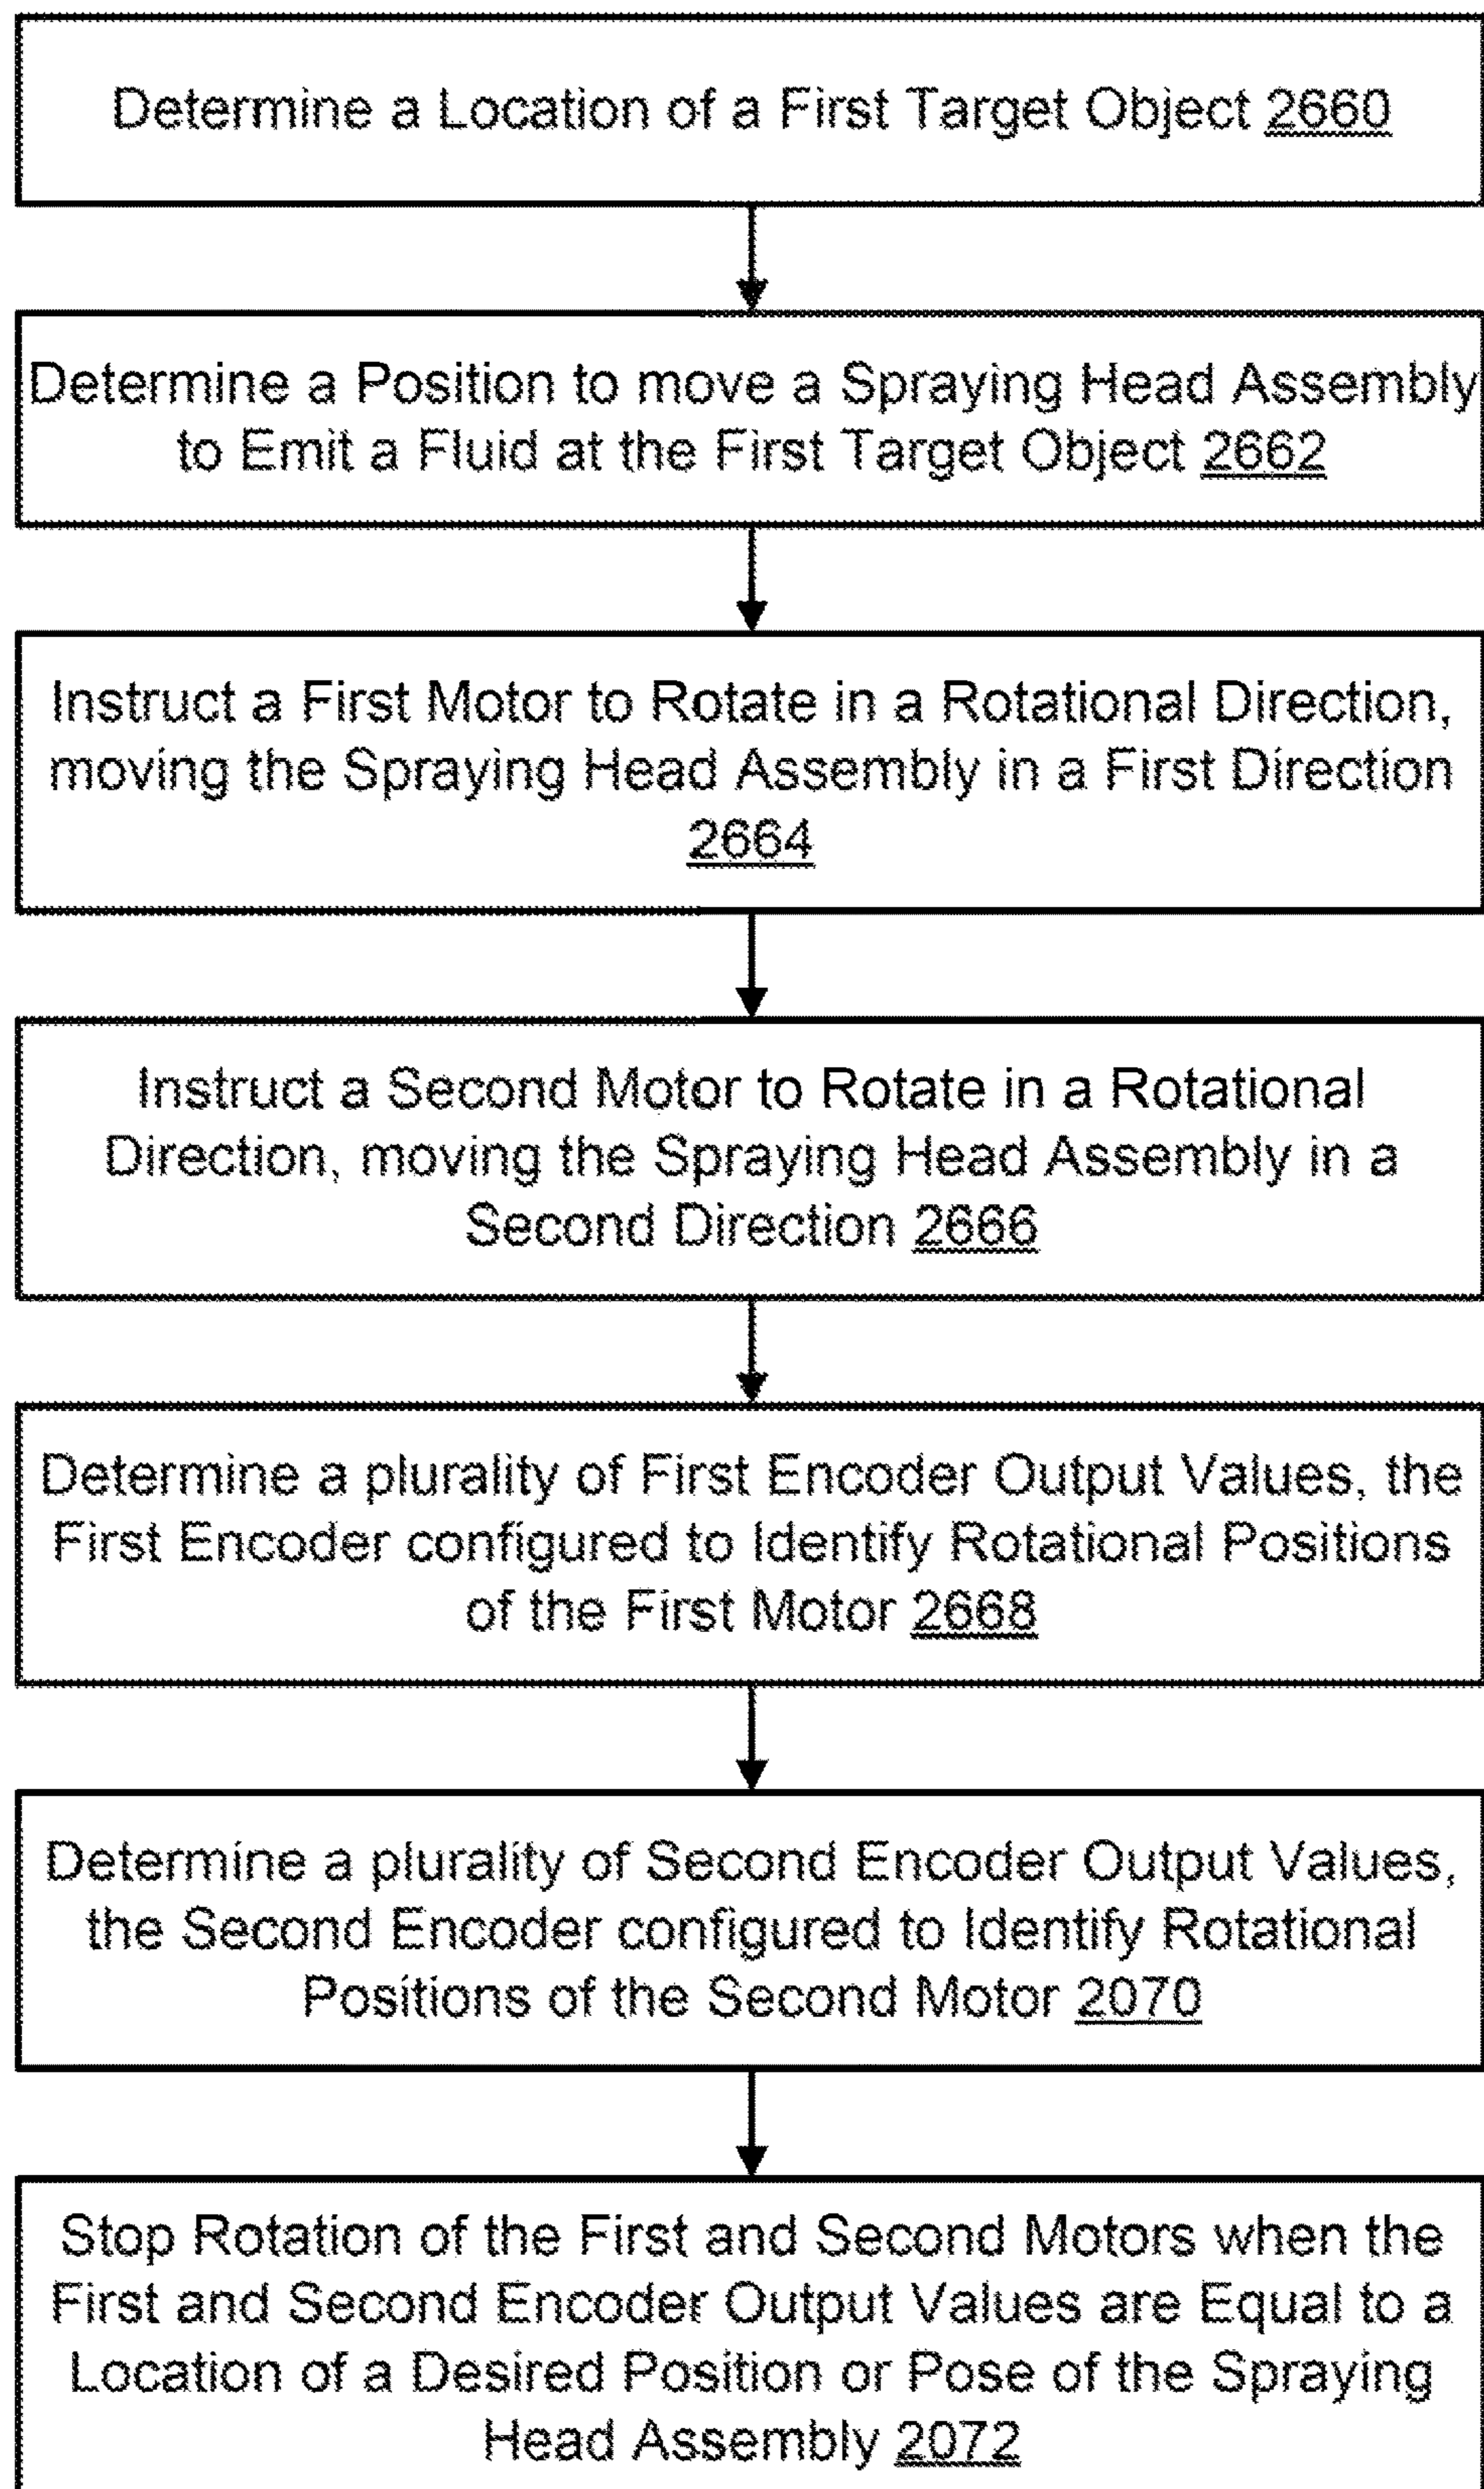 Determine a Location of a First Target Object 2660
Determine a Position to move a Spraying Head Assembly
to Emit a Fluid at the First Target Object 2662
Instruct a First Motor to Rotate in a Rotational Direction,
moving the Spraying Head Assembly in a First Direction
2664
Instruct a Second Motor to Rotate in a Rotational
Direction, moving the Spraying Head Assembly in a
Second Direction 2666
Determine a plurality of First Encoder Output Values, the
First Encoder configured to Identify Rotational Positions
of the First Motor 2668
Determine a plurality of Second Encoder Output Values,
the Second Encoder configured to Identify Rotational
Positions of the Second Motor 2070
Stop Rotation of the First and Second Motors when the
First and Second Encoder Output Values are Equal to a
Location of a Desired Position or Pose of the Spraying
Head Assembly 2072